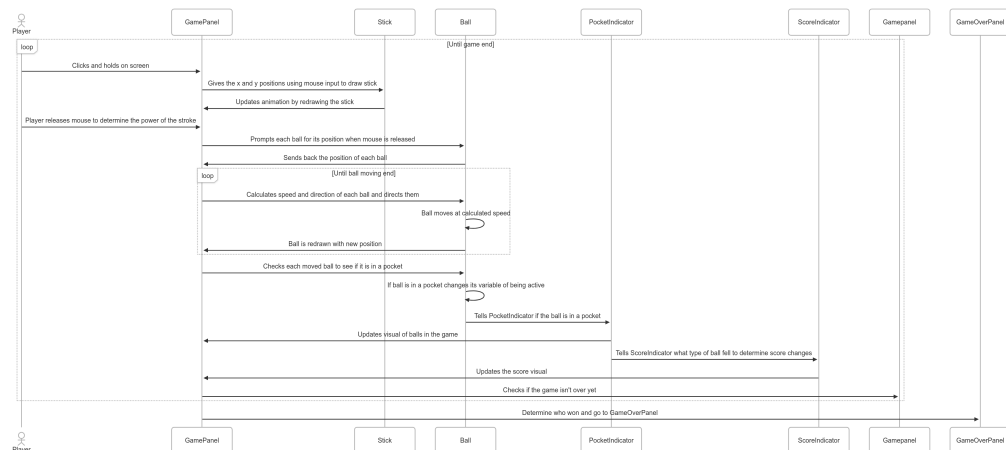 Player
GamePanel
Stick
Ball
PocketIndicator
ScoreIndicator
Gamepanel
GameOverPanel
loop
[Until game end]
Clicks and holds on screen
Gives the x and y positions using mouse input to draw stick
Updates animation by redrawing the stick
Player releases mouse to determine the power of the stroke
Prompts each ball for its position when mouse is released
Sends back the position of each ball
loop
[Until ball moving end]
Calculates speed and direction of each ball and directs them
Ball moves at calculated speed
Ball is redrawn with new position
Checks each moved ball to see if it is in a pocket
If ball is in a pocket changes its variable of being active
Tells PocketIndicator if the ball is in a pocket
Updates visual of balls in the game
Tells ScoreIndicator what type of ball fell to determine score changes
Updates the score visual
Checks if the game isn't over yet
Determine who won and go to GameOverPanel
Player
GamePanel
Stick
Ball
PocketIndicator
ScoreIndicator
Gamepanel
GameOverPanel